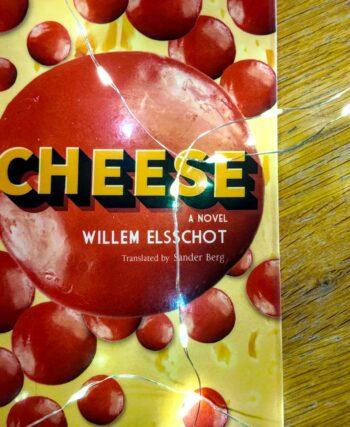 CHEESE
A NOVEL
WILLEM ELSSCHOT
Translated by Sander Berg